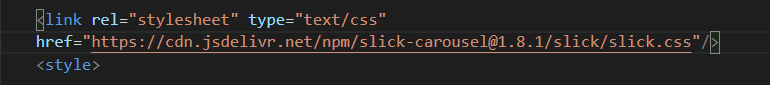 <link rel="stylesheet" type="text/css"
href="https://cdn.jsdelivr.net/npm/slick-carousel@1.8.1/slick/slick.css"/>
<style>